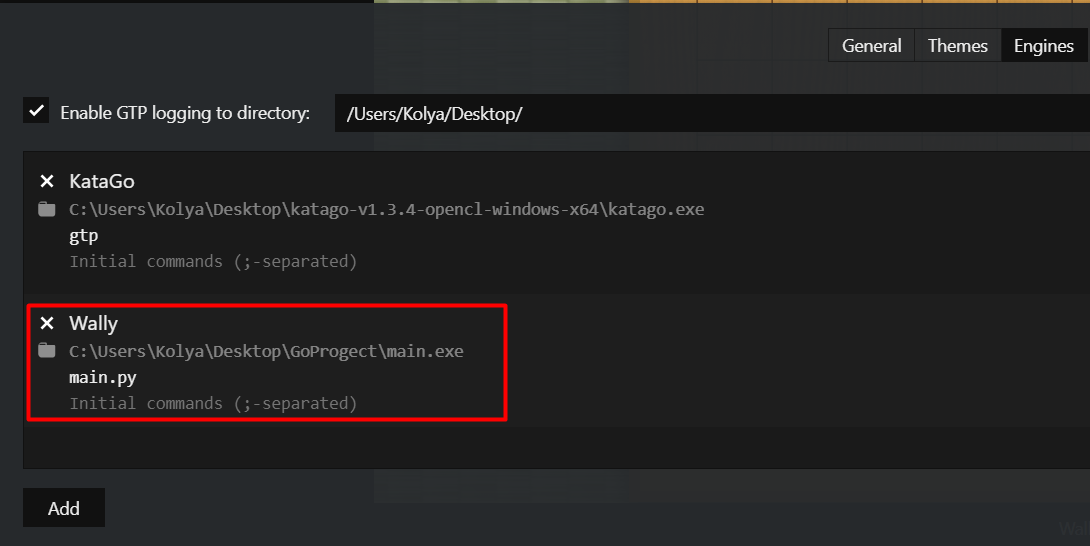 General Themes Engines
Enable GTP logging to directory: /Users/Kolya/Desktop/
KataGo
C:\Users\Kolya\Desktop\katago-v1.3.4-opencl-windows-x64\katago.exe
gtp
Initial commands (;-separated)
Wally
C:\Users\Kolya\Desktop\GoProgect\main.exe
main.py
Initial commands (;-separated)
Add